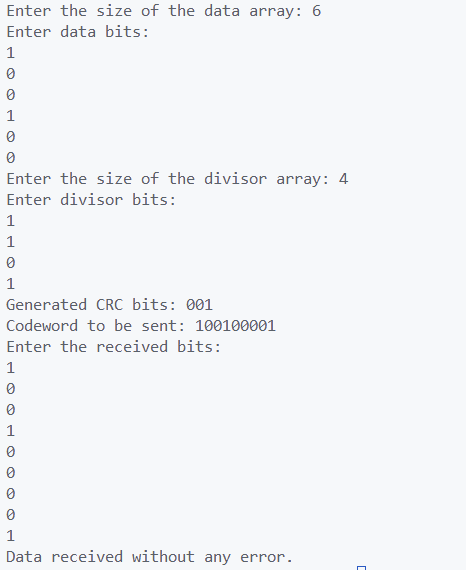 Enter the size of the data array: 6
Enter data bits:
1
0
0
1
0
0
Enter the size of the divisor array: 4
Enter divisor bits:
1
1
0
1
Generated CRC bits: 001
Codeword to be sent: 100100001
Enter the received bits:
1
0
0
1
0
0
0
0
1
Data received without any error.